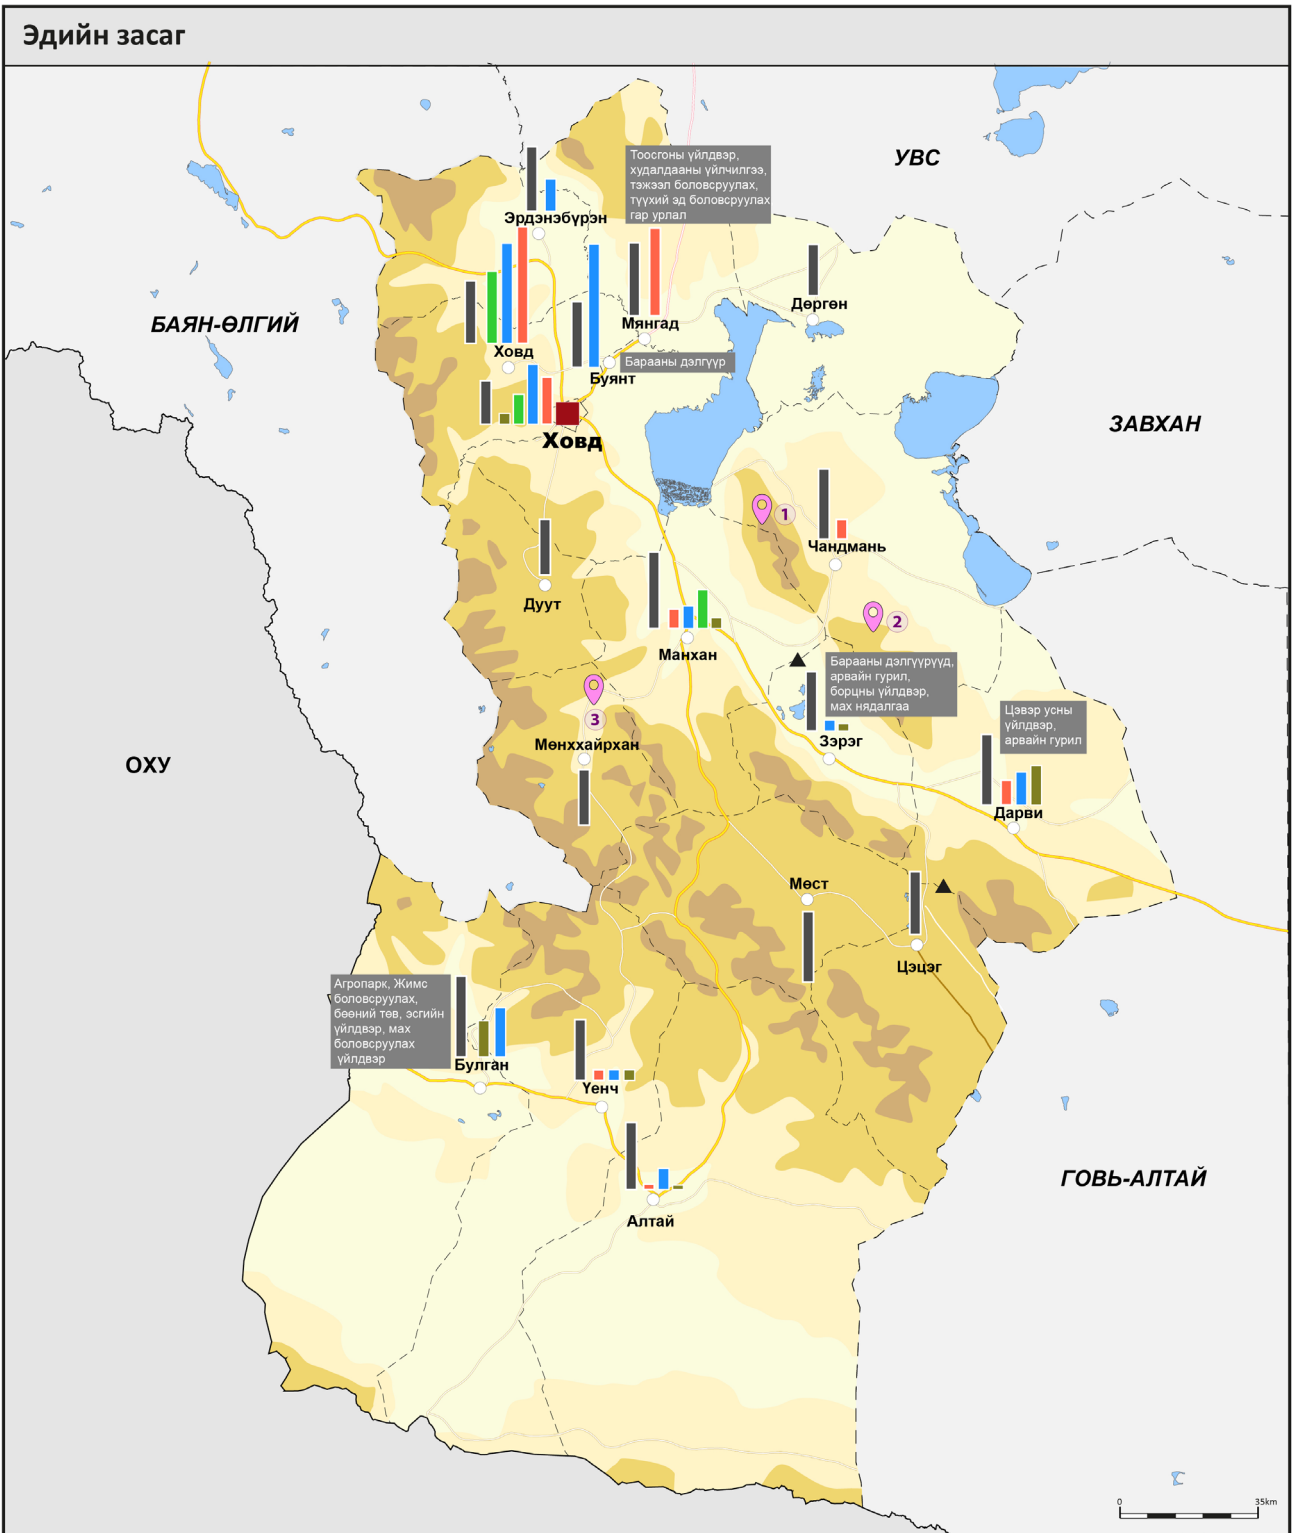 Эдийн засаг
УВС
Тоосгоны үйлдвэр,
худалдааны үйлчилгээ,
тэжээл боловсруулах,
түүхий эд боловсруулах
гар урлал
Эрдэнэбүрэн
Дөргөн
БАЯН-ӨЛГИЙ
Мянгад
Ховд
Барааны дэлгүүр
Буянт
Ховд
ЗАВХАН
1
Чандмань
Дуут
2
Манхан
Барааны дэлгүүрүүд,
арвайн гурил,
борцны үйлдвэр,
мах нядалгаа
3
Цэвэр усны
үйлдвэр,
арвайн гурил
Мөнххайрхан
Зэрэг
ОХУ
Дарви
Мөст
Цэцэг
Агропарк, Жимс
боловсруулах,
бөөний төв, эсгийн
үйлдвэр, мах
боловсруулах
үйлдвэр
Булган
Үенч
ГОВЬ-АЛТАЙ
Алтай
0 35km